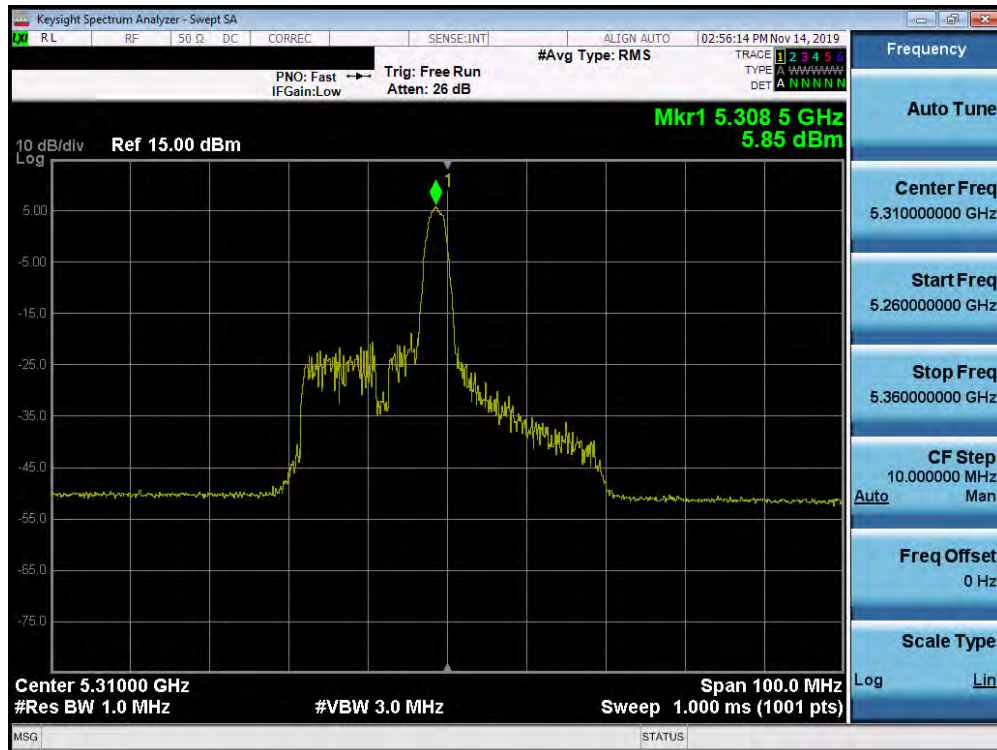 Keysight Spectrum Analyzer - Swept SA
LXI RL RF 50 Ω DC CORREC SENSE:INT ALIGN AUTO 02:56:14 PM Nov 14, 2019
#Avg Type: RMS TRACE 1 2 3 4 5 6
PNO: Fast Trig: Free Run TYPE A WWWWW
IFGain:Low Atten: 26 dB DET A N N N N N
Mkr1 5.308 5 GHz
5.85 dBm
10 dB/div Ref 15.00 dBm
Log
1
5.00
-5.00
-15.0
-25.0
-35.0
-45.0
-55.0
-65.0
-75.0
Center 5.31000 GHz Span 100.0 MHz
#Res BW 1.0 MHz #VBW 3.0 MHz Sweep 1.000 ms (1001 pts)
MSG STATUS
Frequency
Auto Tune
Center Freq
5.310000000 GHz
Start Freq
5.260000000 GHz
Stop Freq
5.360000000 GHz
CF Step
10.000000 MHz
Auto Man
Freq Offset
0 Hz
Scale Type
Log Lin